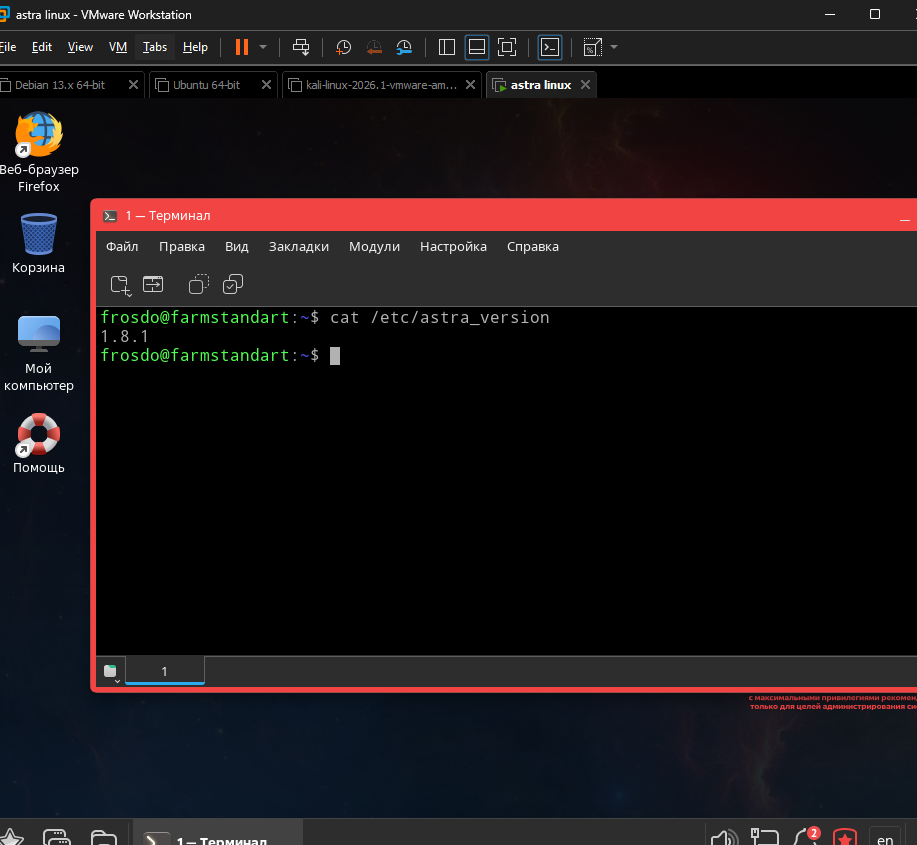 astra linux - VMware Workstation
File Edit View VM Tabs Help
Debian 13.x 64-bit
Ubuntu 64-bit
kali-linux-2026.1-vmware-am...
astra linux
Веб-браузер
Firefox
Корзина
Мой
компьютер
Помощь
1 — Терминал
Файл Правка Вид Закладки Модули Настройка Справка
frosdo@farmstandart:~$ cat /etc/astra_version
1.8.1
frosdo@farmstandart:~$
1
с максимальными привилегиями рекомен
только для целей администрирования си
1 — Терминал
2
en